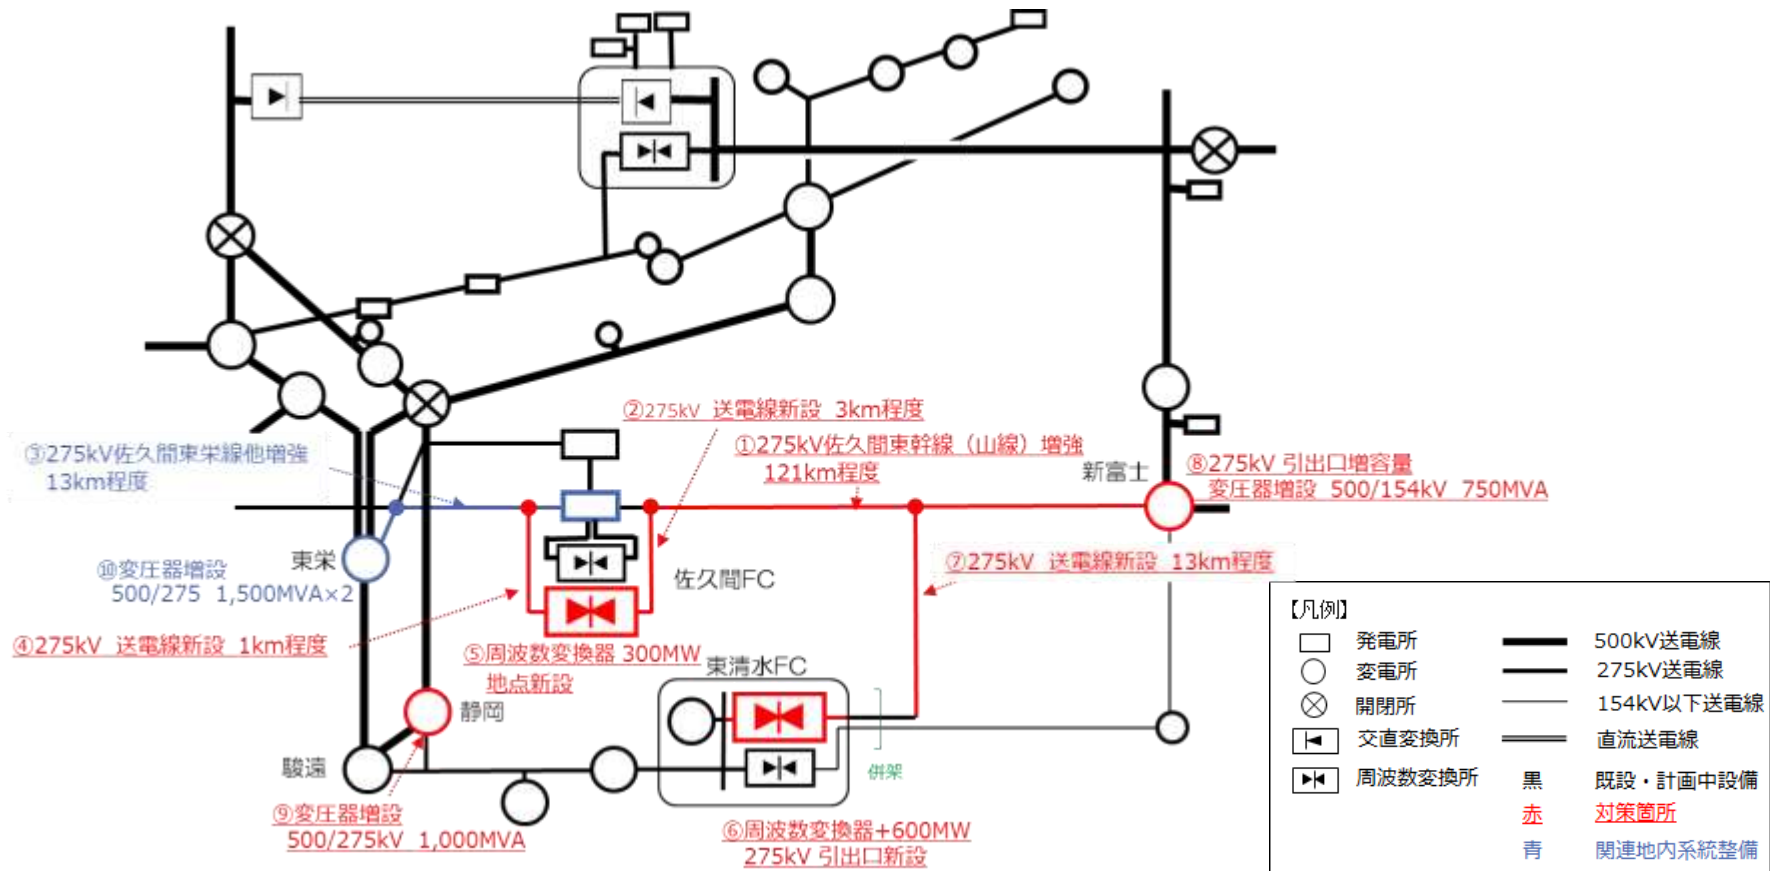 ②275kV 送電線新設 3km程度
①275kV佐久間東幹線（山線）増強
121km程度
③275kV佐久間東栄線他増強
13km程度
新富士
⑧275kV 引出口増容量
変圧器増設 500/154kV 750MVA
東栄
⑩変圧器増設
500/275 1,500MVA×2
佐久間FC
⑦275kV 送電線新設 13km程度
④275kV 送電線新設 1km程度
⑤周波数変換器 300MW
地点新設
東清水FC
静岡
駿遠
併架
⑨変圧器増設
500/275kV 1,000MVA
⑥周波数変換器+600MW
275kV 引出口新設
【凡例】
発電所
500kV送電線
変電所
275kV送電線
開閉所
154kV以下送電線
交直変換所
直流送電線
周波数変換所
黒 既設・計画中設備
赤 対策箇所
青 関連地内系統整備